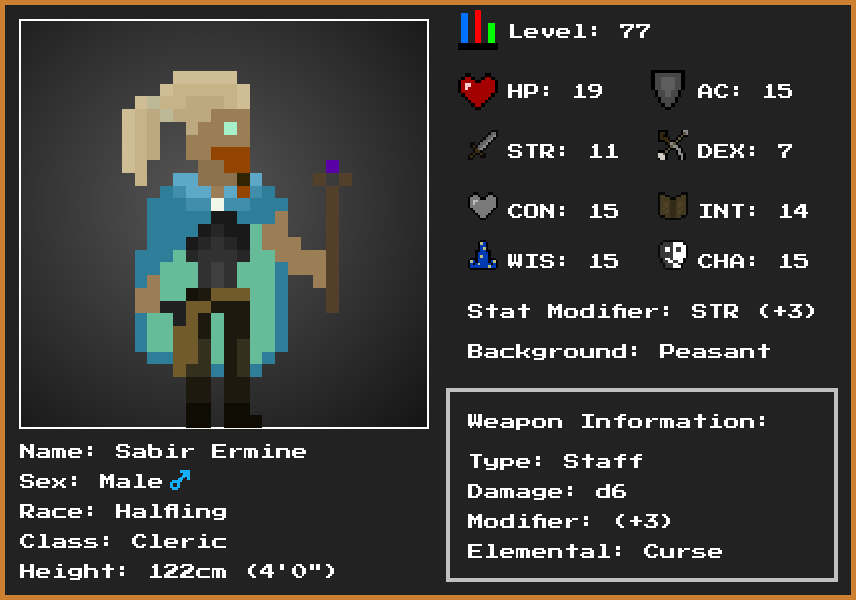 Level: 77
HP: 19
AC: 15
STR: 11
DEX: 7
CON: 15
INT: 14
WIS: 15
CHA: 15
Stat Modifier: STR (+3)
Background: Peasant
Weapon Information:
Type: Staff
Damage: d6
Modifier: (+3)
Elemental: Curse
Name: Sabir Ermine
Sex: Male♂
Race: Halfling
Class: Cleric
Height: 122cm (4'0")